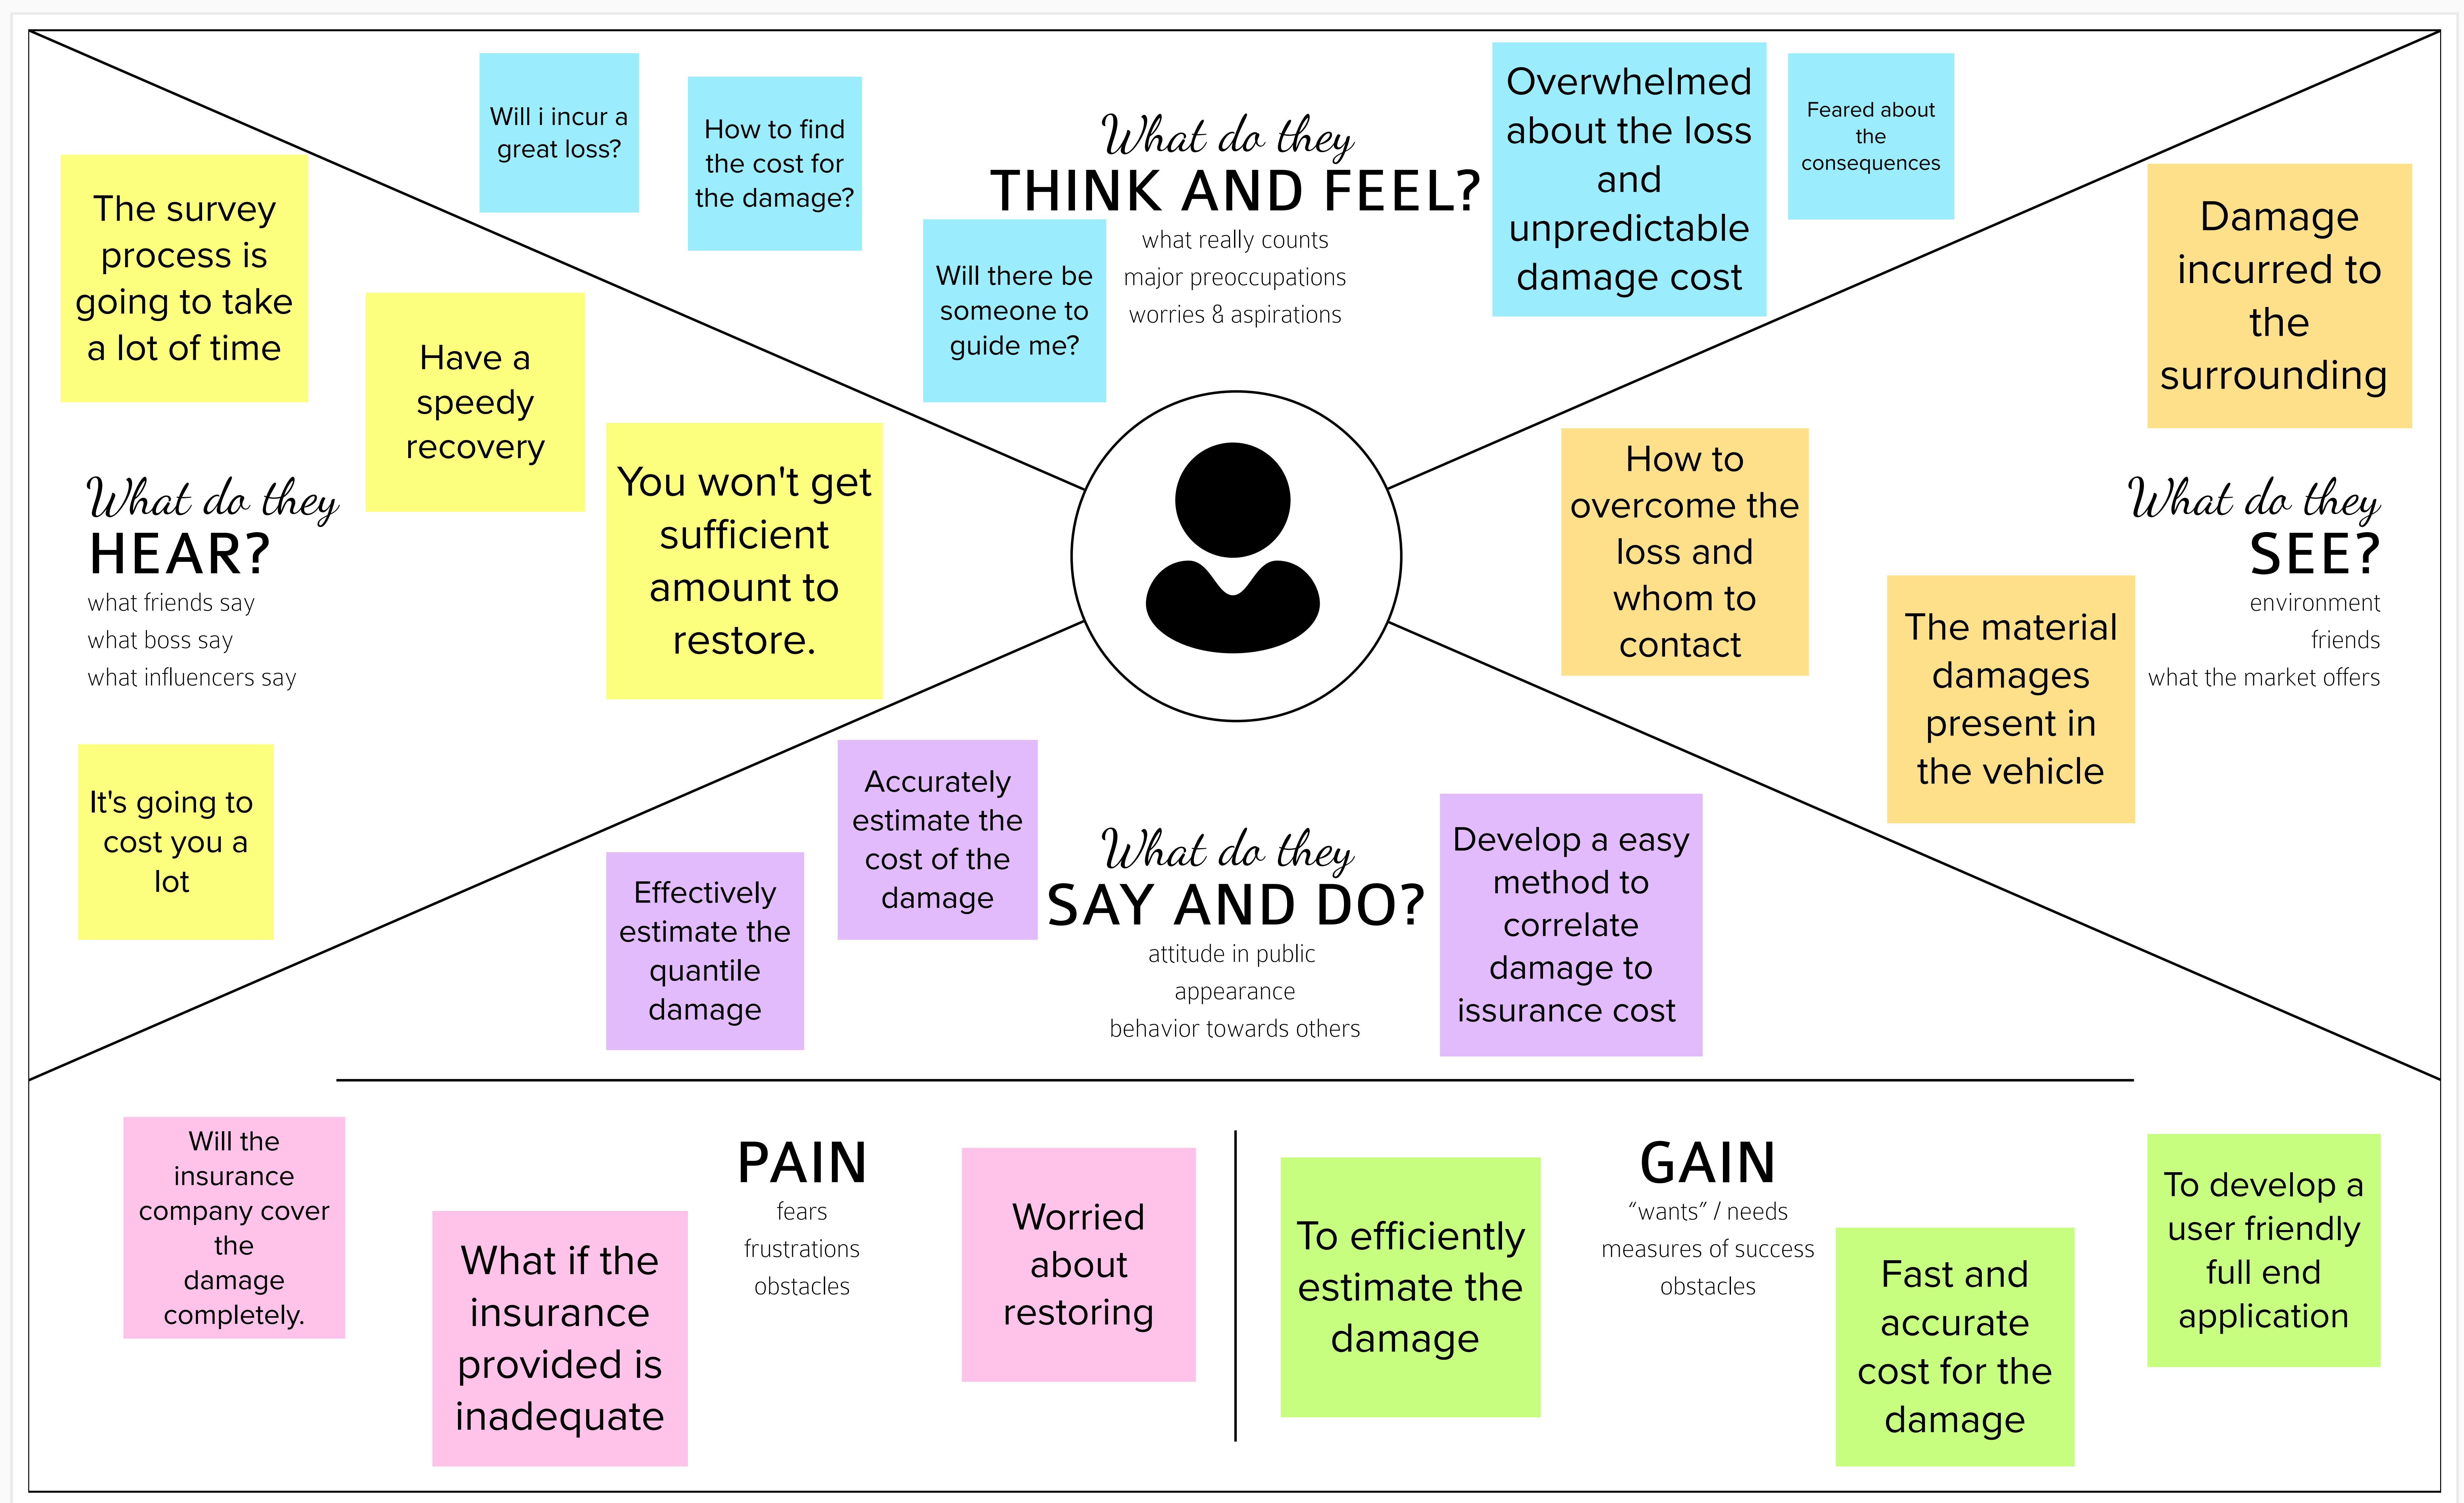 What do they
THINK AND FEEL?
what really counts
major preoccupations
worries & aspirations
Will i incur a
great loss?
How to find
the cost for
the damage?
Will there be
someone to
guide me?
Overwhelmed
about the loss
and
unpredictable
damage cost
Feared about
the
consequences
What do they
HEAR?
what friends say
what boss say
what influencers say
The survey
process is
going to take
a lot of time
Have a
speedy
recovery
You won't get
sufficient
amount to
restore.
It's going to
cost you a
lot
What do they
SEE?
environment
friends
what the market offers
Damage
incurred to
the
surrounding
How to
overcome the
loss and
whom to
contact
The material
damages
present in
the vehicle
What do they
SAY AND DO?
attitude in public
appearance
behavior towards others
Accurately
estimate the
cost of the
damage
Effectively
estimate the
quantile
damage
Develop a easy
method to
correlate
damage to
issurance cost
PAIN
fears
frustrations
obstacles
Will the
insurance
company cover
the
damage
completely.
What if the
insurance
provided is
inadequate
Worried
about
restoring
GAIN
“wants” / needs
measures of success
obstacles
To efficiently
estimate the
damage
Fast and
accurate
cost for the
damage
To develop a
user friendly
full end
application